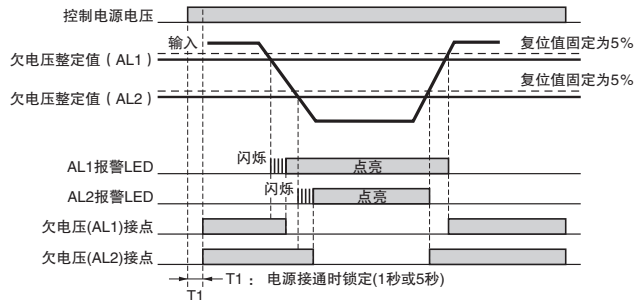 控制电源电压
输入
复位值固定为5%
欠电压整定值（AL1）
复位值固定为5%
欠电压整定值（AL2）
闪烁
AL1报警LED
点亮
闪烁
AL2报警LED
点亮
欠电压(AL1)接点
欠电压(AL2)接点
T1： 电源接通时锁定(1秒或5秒)
T1